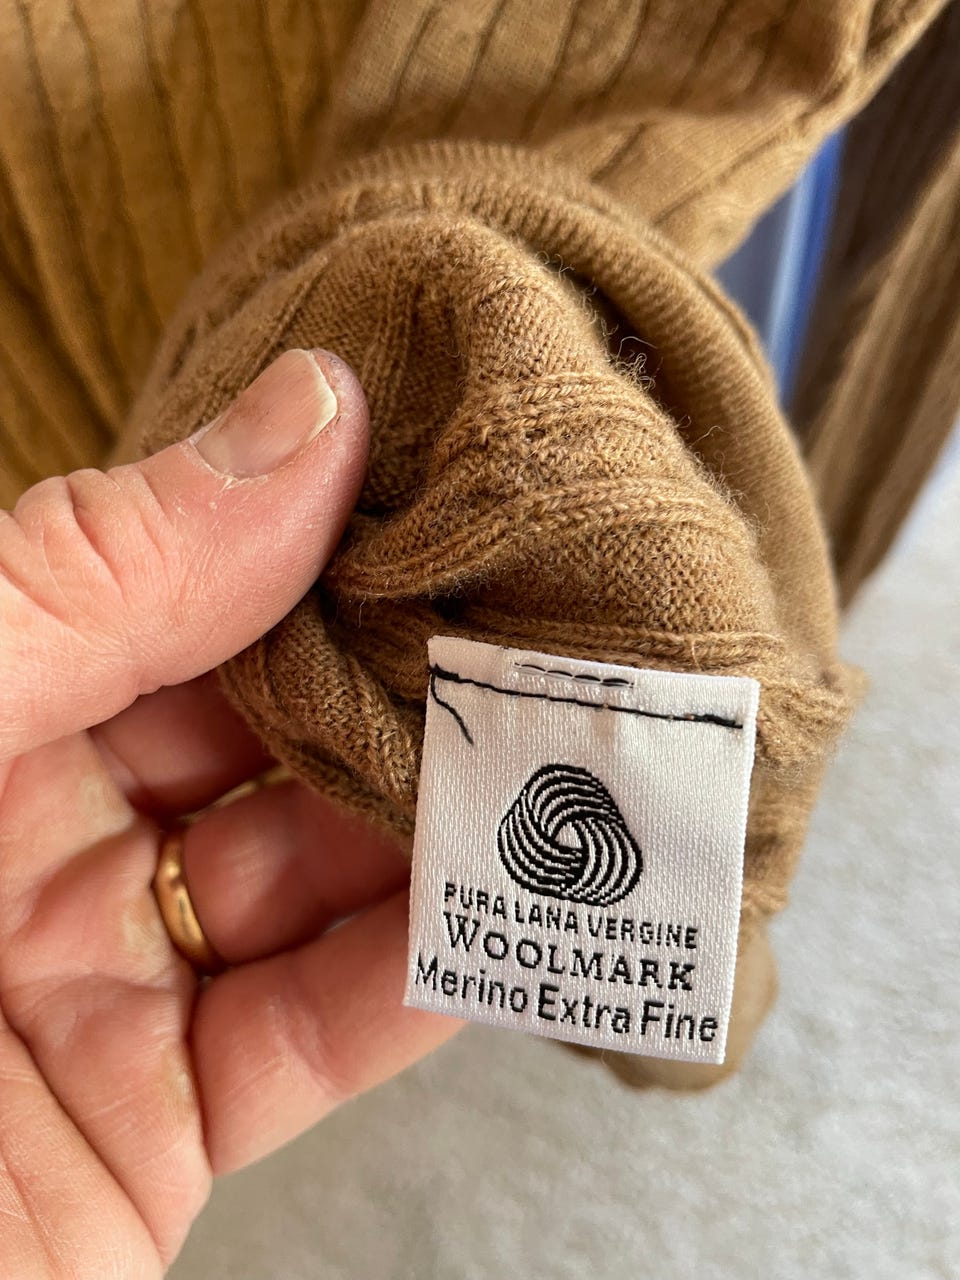 PURA LANA VERGINE
WOOLMARK
Merino Extra Fine